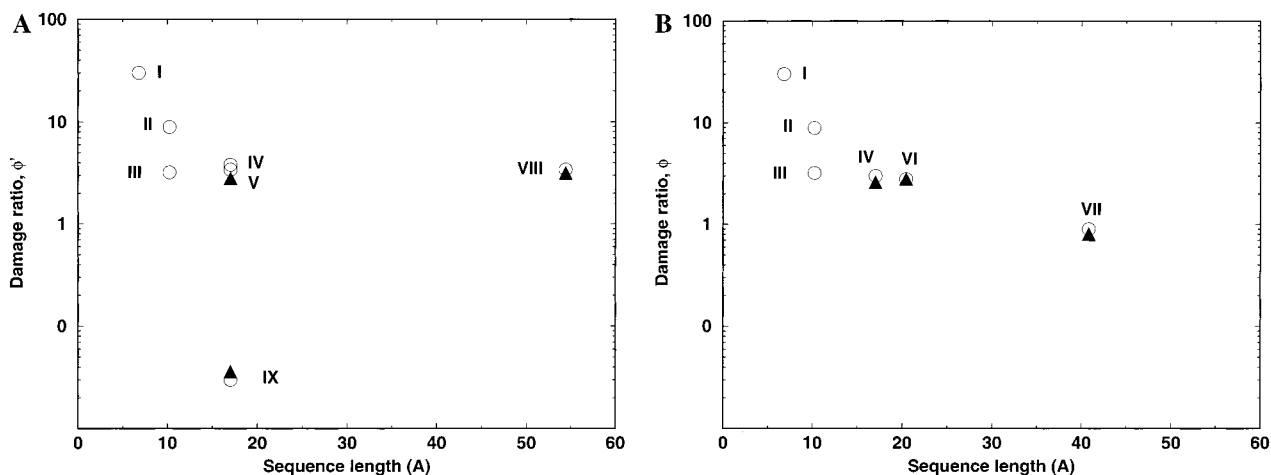 A
100
10
1
0
Damage ratio, ϕ'
I
II
III
IV
V
VIII
IX
0 10 20 30 40 50 60
Sequence length (A)
B
100
10
1
0
Damage ratio, ϕ
I
II
III
IV VI
VII
0 10 20 30 40 50 60
Sequence length (A)